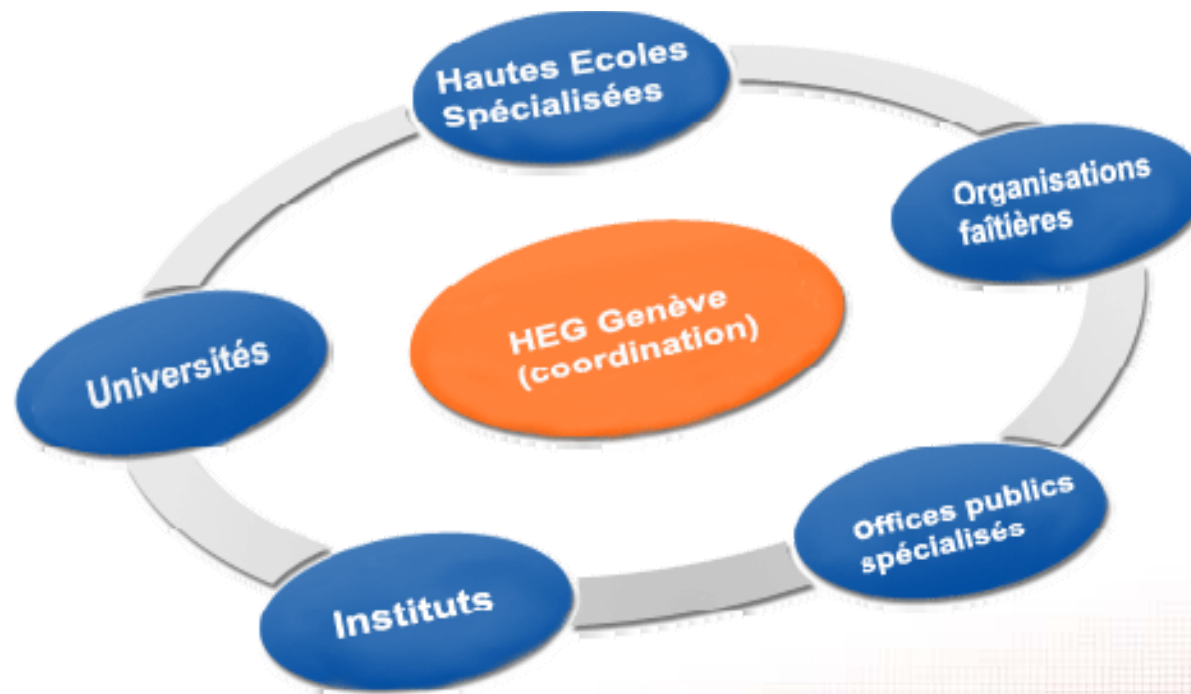 Hautes Ecoles
Spécialisées
Organisations
faîtières
HEG Genève
(coordination)
Universités
Offices publics
spécialisés
Instituts